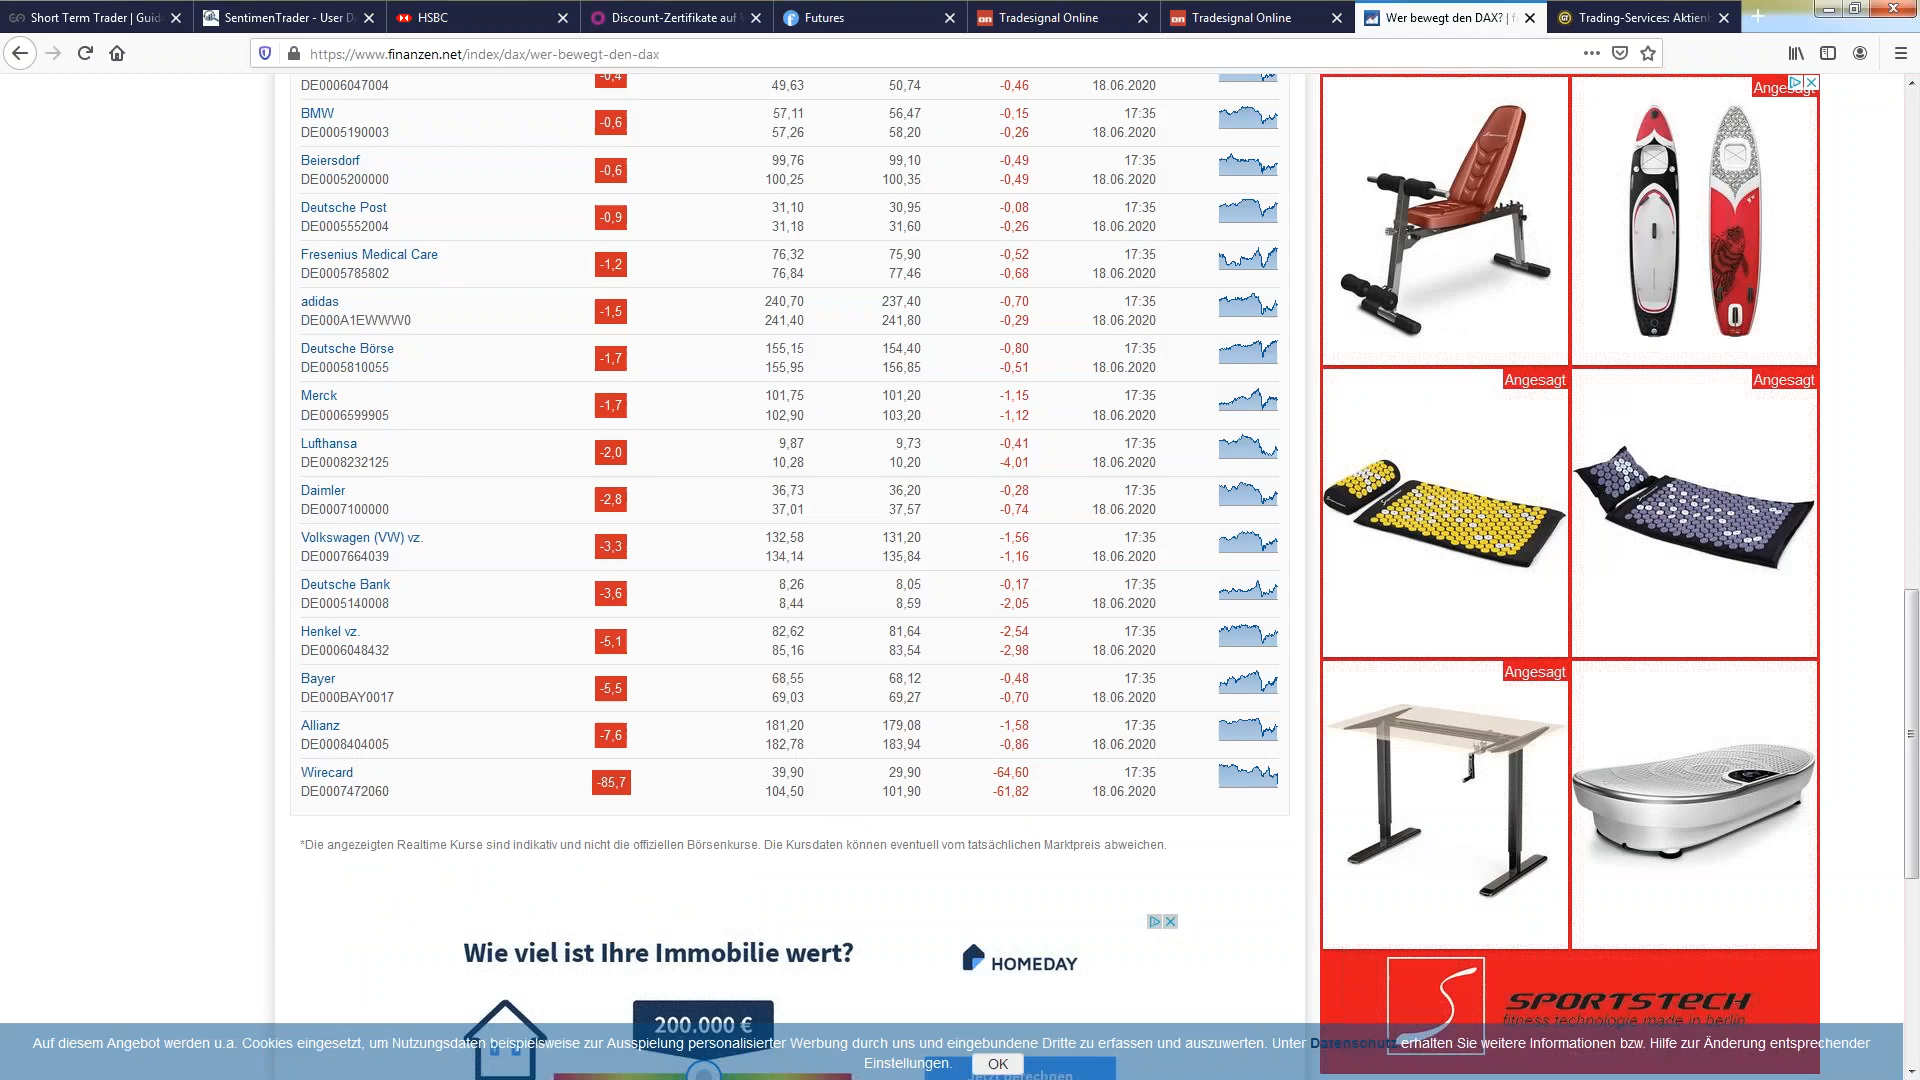 Short Term Trader | Guid
SentimenTrader - User D
HSBC
Discount-Zertifikate auf
Futures
Tradesignal Online
Tradesignal Online
Wer bewegt den DAX? | f
Trading-Services: Aktienh
https://www.finanzen.net/index/dax/wer-bewegt-den-dax
-0,4
DE0006047004 49,63 50,74 -0,46 18.06.2020
BMW 57,11 56,47 -0,15 17:35
-0,6
DE0005190003 57,26 58,20 -0,26 18.06.2020
Beiersdorf 99,76 99,10 -0,49 17:35
-0,6
DE0005200000 100,25 100,35 -0,49 18.06.2020
Deutsche Post 31,10 30,95 -0,08 17:35
-0,9
DE0005552004 31,18 31,60 -0,26 18.06.2020
Fresenius Medical Care 76,32 75,90 -0,52 17:35
-1,2
DE0005785802 76,84 77,46 -0,68 18.06.2020
adidas 240,70 237,40 -0,70 17:35
-1,5
DE000A1EWWW0 241,40 241,80 -0,29 18.06.2020
Deutsche Börse 155,15 154,40 -0,80 17:35
-1,7
DE0005810055 155,95 156,85 -0,51 18.06.2020
Merck 101,75 101,20 -1,15 17:35
-1,7
DE0006599905 102,90 103,20 -1,12 18.06.2020
Lufthansa 9,87 9,73 -0,41 17:35
-2,0
DE0008232125 10,28 10,20 -4,01 18.06.2020
Daimler 36,73 36,20 -0,28 17:35
-2,8
DE0007100000 37,01 37,57 -0,74 18.06.2020
Volkswagen (VW) vz. 132,58 131,20 -1,56 17:35
-3,3
DE0007664039 134,14 135,84 -1,16 18.06.2020
Deutsche Bank 8,26 8,05 -0,17 17:35
-3,6
DE0005140008 8,44 8,59 -2,05 18.06.2020
Henkel vz. 82,62 81,64 -2,54 17:35
-5,1
DE0006048432 85,16 83,54 -2,98 18.06.2020
Bayer 68,55 68,12 -0,48 17:35
-5,5
DE000BAY0017 69,03 69,27 -0,70 18.06.2020
Allianz 181,20 179,08 -1,58 17:35
-7,6
DE0008404005 182,78 183,94 -0,86 18.06.2020
Wirecard 39,90 29,90 -64,60 17:35
-85,7
DE0007472060 104,50 101,90 -61,82 18.06.2020
*Die angezeigten Realtime Kurse sind indikativ und nicht die offiziellen Börsenkurse. Die Kursdaten können eventuell vom tatsächlichen Marktpreis abweichen.
Wie viel ist Ihre Immobilie wert?
HOMEDAY
200.000 €
Jetzt berechnen
Angesagt
Angesagt
Angesagt
Angesagt
SPORTSTECH
fitness technologie made in berlin
Auf diesem Angebot werden u.a. Cookies eingesetzt, um Nutzungsdaten beispielsweise zur Ausspielung personalisierter Werbung durch uns und eingebundene Dritte zu erfassen und auszuwerten. Unter Datenschutz erhalten Sie weitere Informationen bzw. Hilfe zur Änderung entsprechender
Einstellungen. OK